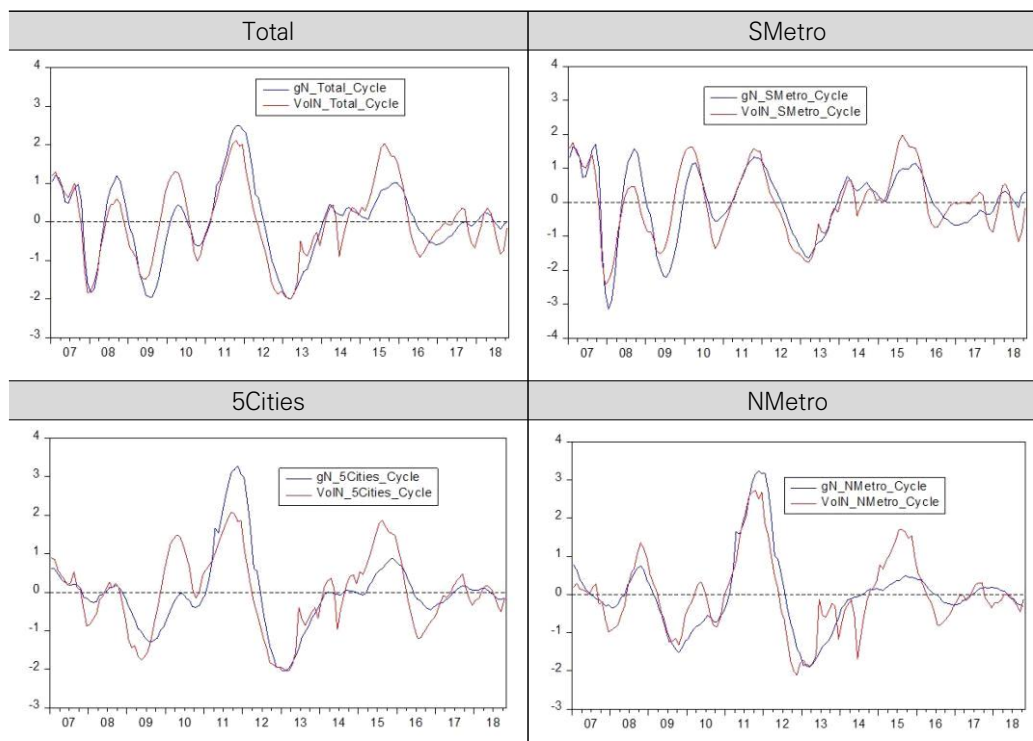 Total
SMetro
4
3
2
1
0
-1
-2
-3
gN_Total_Cycle
VolN_Total_Cycle
07 08 09 10 11 12 13 14 15 16 17 18
4
3
2
1
0
-1
-2
-3
-4
gN_SMetro_Cycle
VolN_SMetro_Cycle
07 08 09 10 11 12 13 14 15 16 17 18
5Cities
NMetro
4
3
2
1
0
-1
-2
-3
gN_5Cities_Cycle
VolN_5Cities_Cycle
07 08 09 10 11 12 13 14 15 16 17 18
4
3
2
1
0
-1
-2
-3
gN_NMetro_Cycle
VolN_NMetro_Cycle
07 08 09 10 11 12 13 14 15 16 17 18